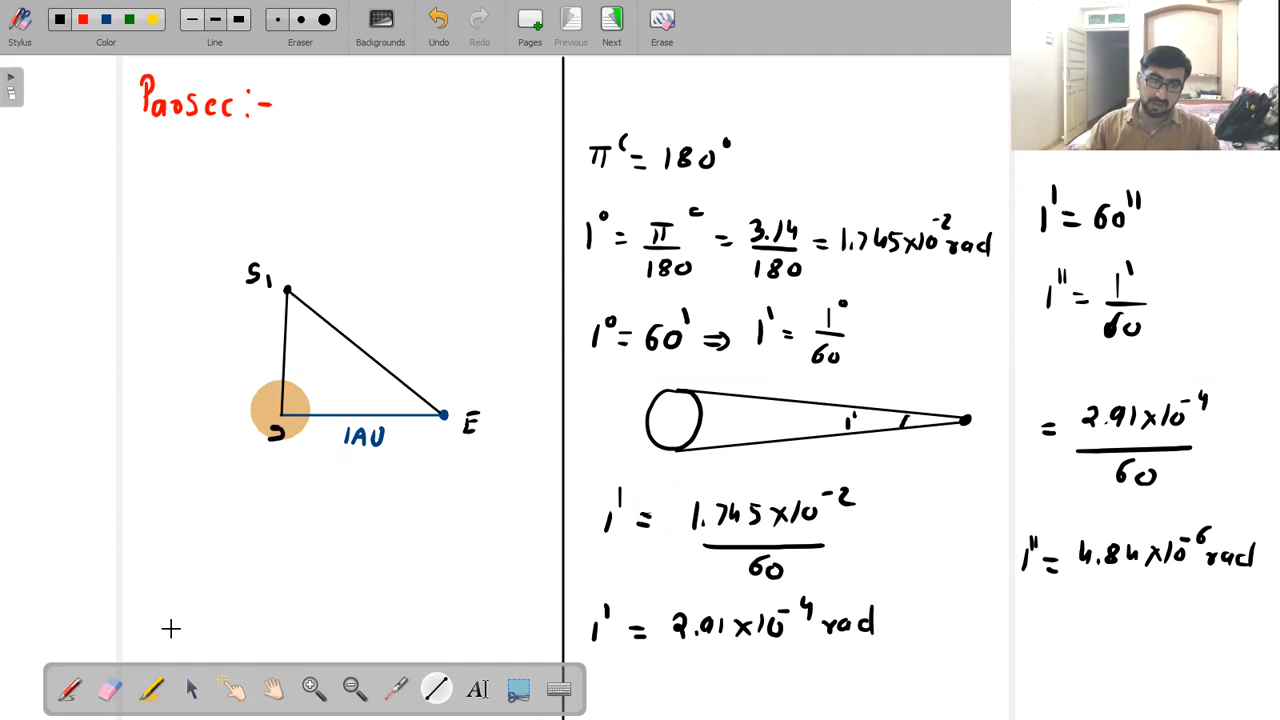 Stylus
Color
Line
Eraser
Backgrounds
Undo
Redo
Pages
Previous
Next
Erase
Parsec :-
S1
S
1AU
E
π^c = 180°
1° = π^c/180 = 3.14/180 = 1.745×10^-2 rad
1° = 60' ⇒ 1' = 1°/60
1'
1' = 1.745×10^-2/60
1' = 2.91×10^-4 rad
1' = 60''
1'' = 1'/60
= 2.91×10^-4/60
1'' = 4.84×10^-6 rad